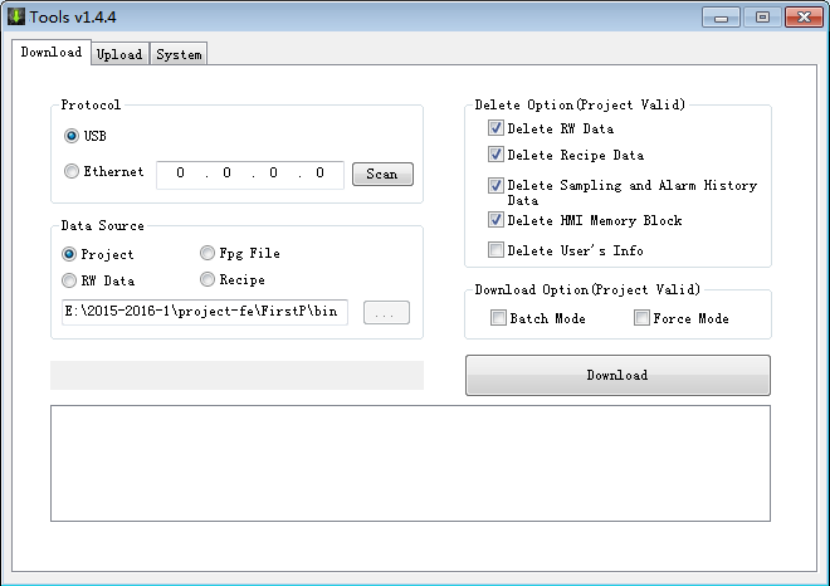 Tools v1.4.4
Download Upload System
Protocol
USB
Ethernet 0 . 0 . 0 . 0 Scan
Data Source
Project Fpg File
RW Data Recipe
E:\2015-2016-1\project-fe\FirstP\bin ...
Delete Option(Project Valid)
Delete RW Data
Delete Recipe Data
Delete Sampling and Alarm History
Data
Delete HMI Memory Block
Delete User's Info
Download Option(Project Valid)
Batch Mode Force Mode
Download